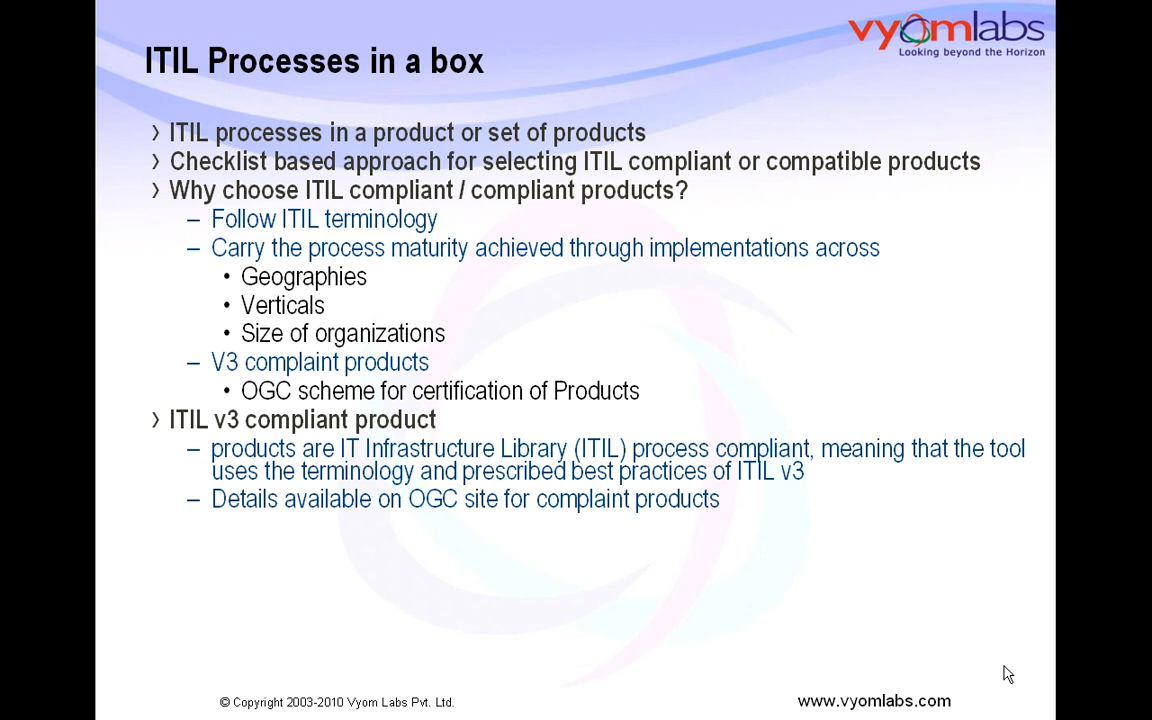 vyomlabs
Looking beyond the Horizon
ITIL Processes in a box
› ITIL processes in a product or set of products
› Checklist based approach for selecting ITIL compliant or compatible products
› Why choose ITIL compliant / compliant products?
– Follow ITIL terminology
– Carry the process maturity achieved through implementations across
• Geographies
• Verticals
• Size of organizations
– V3 complaint products
• OGC scheme for certification of Products
› ITIL v3 compliant product
– products are IT Infrastructure Library (ITIL) process compliant, meaning that the tool
uses the terminology and prescribed best practices of ITIL v3
– Details available on OGC site for complaint products
© Copyright 2003-2010 Vyom Labs Pvt. Ltd.
www.vyomlabs.com